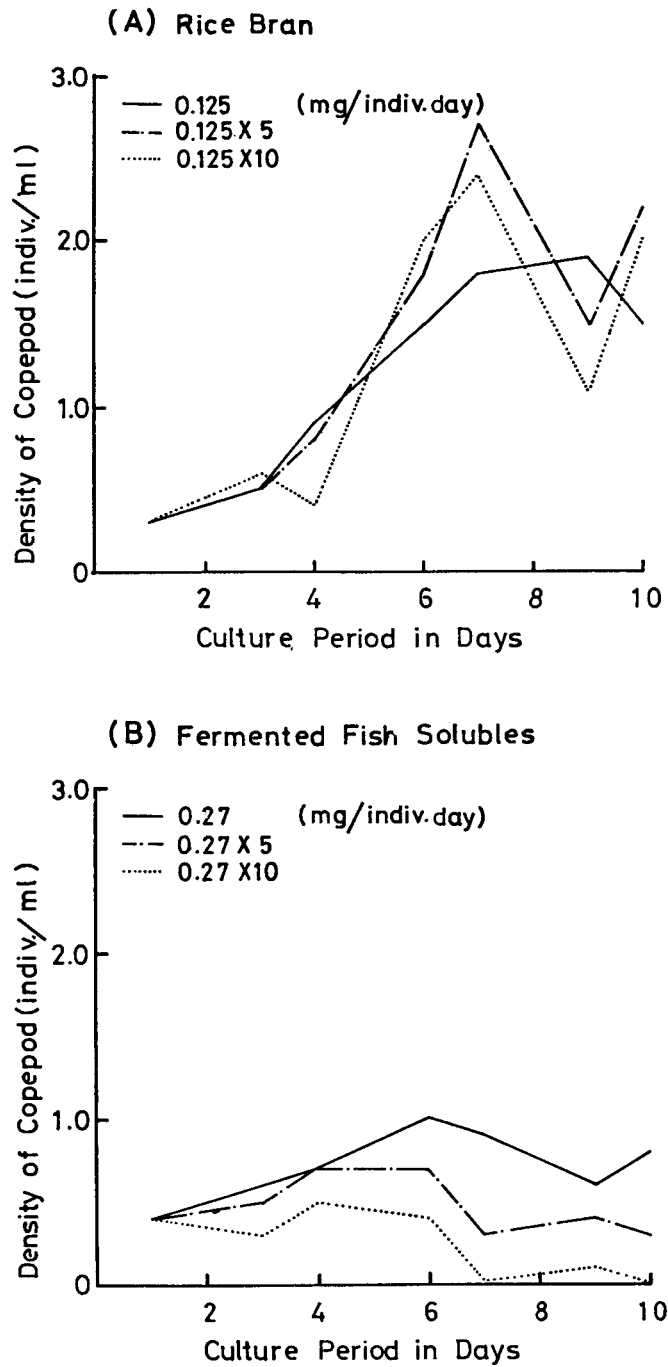 (A) Rice Bran
3.0
0.125 (mg/indiv.day)
0.125 X 5
0.125 X10
2.0
1.0
0
2 4 6 8 10
Density of Copepod (indiv./ml)
Culture Period in Days
(B) Fermented Fish Solubles
3.0
0.27 (mg/indiv.day)
0.27 X 5
0.27 X10
2.0
1.0
0
2 4 6 8 10
Density of Copepod (indiv./ml)
Culture Period in Days